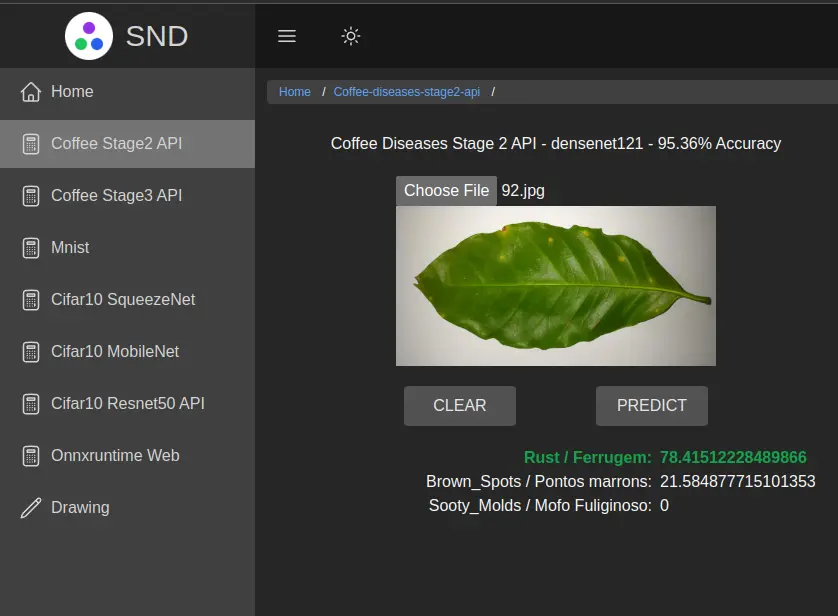 SND
Home
Coffee Stage2 API
Coffee Stage3 API
Mnist
Cifar10 SqueezeNet
Cifar10 MobileNet
Cifar10 Resnet50 API
Onnxruntime Web
Drawing
Home / Coffee-diseases-stage2-api /
Coffee Diseases Stage 2 API - densenet121 - 95.36% Accuracy
Choose File 92.jpg
CLEAR PREDICT
Rust / Ferrugem: 78.41512228489866
Brown_Spots / Pontos marrons: 21.584877715101353
Sooty_Molds / Mofo Fuliginoso: 0